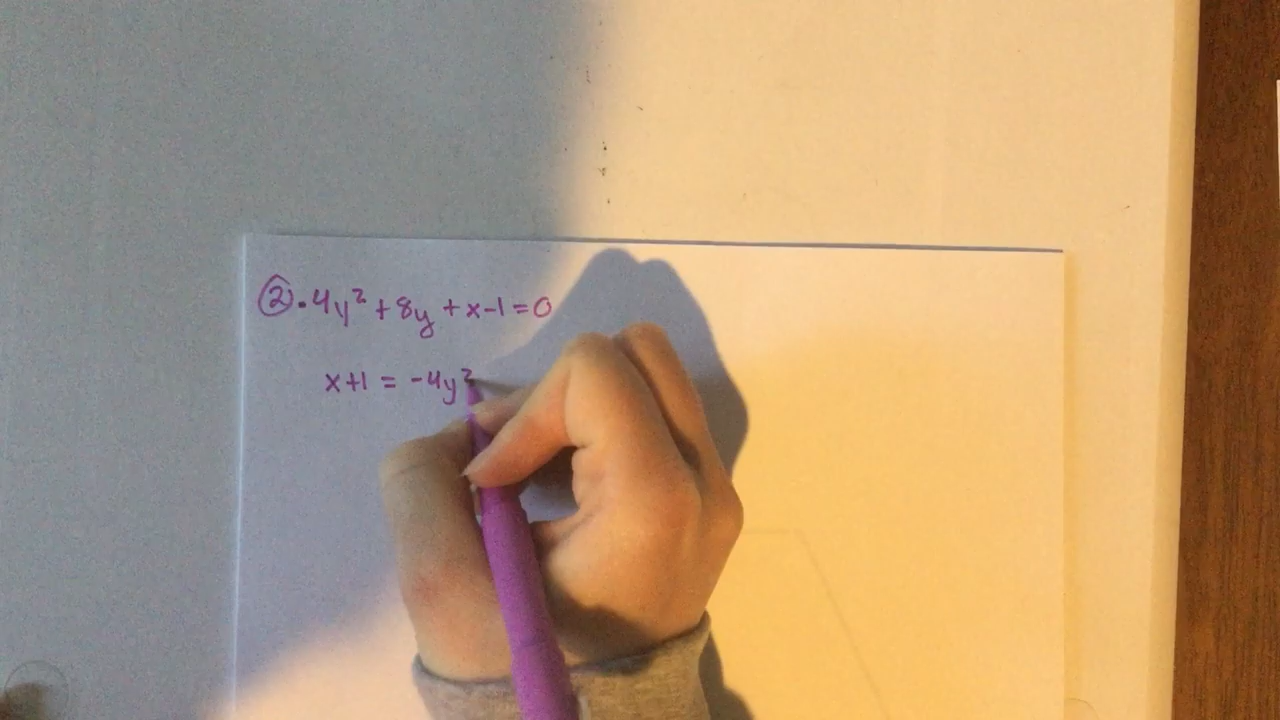 ②. 4y² + 8y + x-1 = 0
x+1 = -4y²